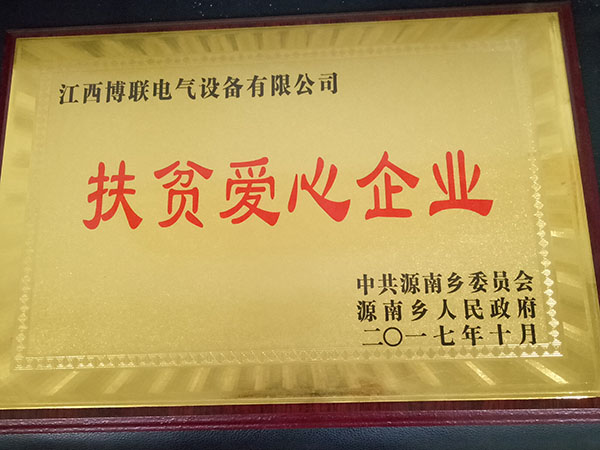 江西博联电气设备有限公司
扶贫爱心企业
中共源南乡委员会
源南乡人民政府
二〇一七年十月